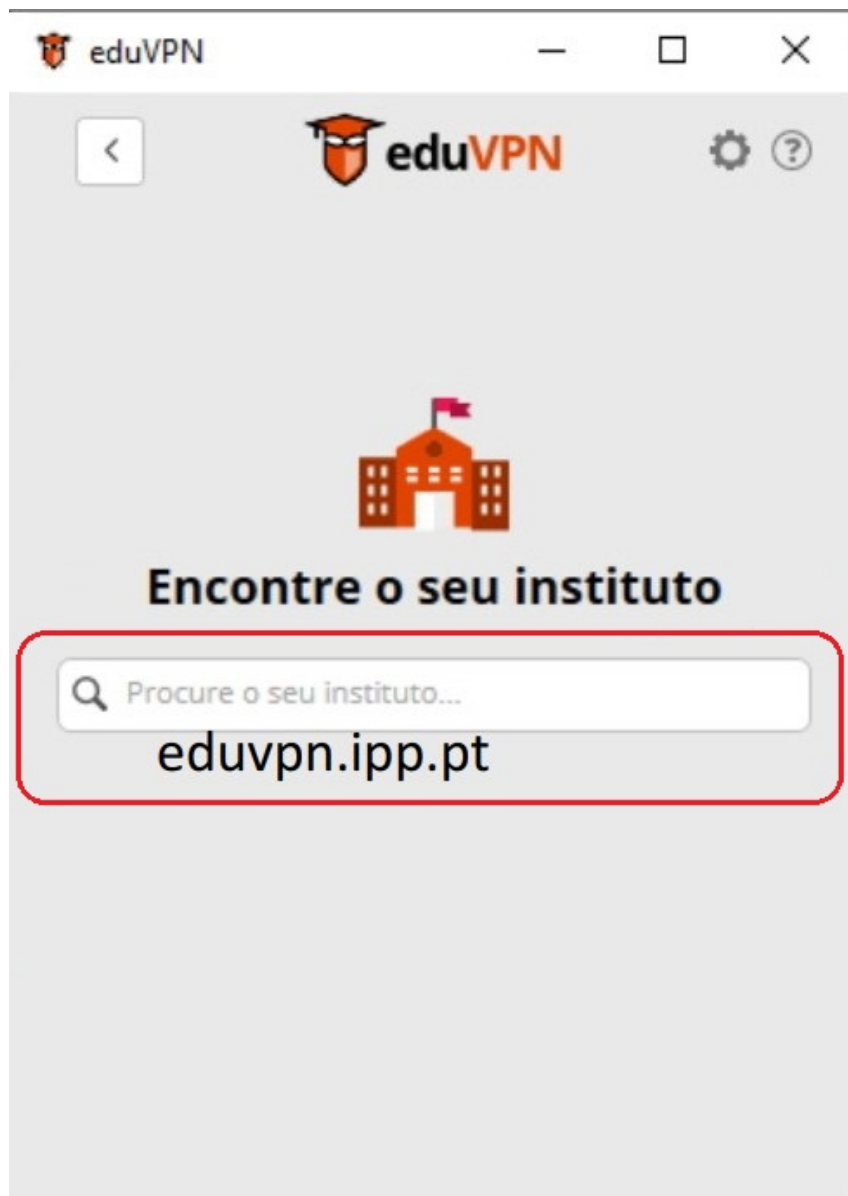 eduVPN
eduVPN
Encontre o seu instituto
Procure o seu instituto...
eduvpn.ipp.pt